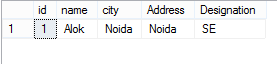 id name city Address Designation
1 1 Alok Noida Noida SE